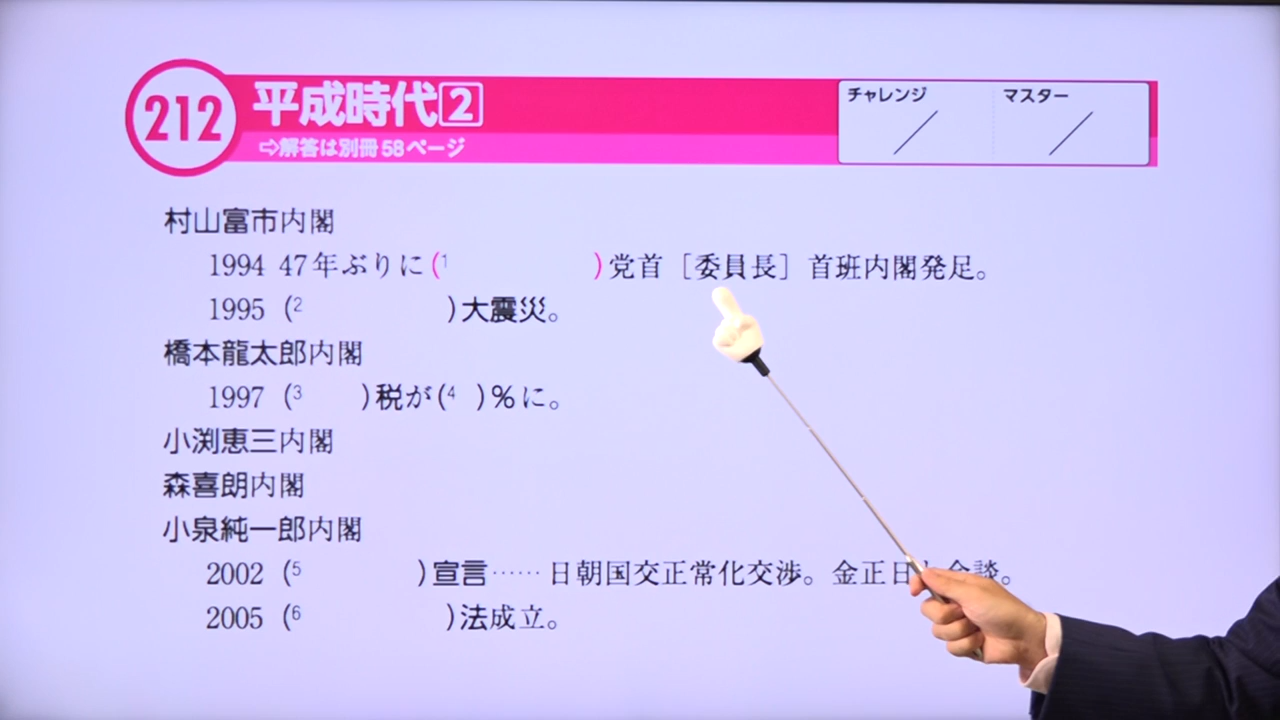 212 平成時代2
⇨解答は別冊58ページ
チャレンジ
マスター
村山富市内閣
1994 47年ぶりに(1 )党首［委員長］首班内閣発足。
1995 (2 )大震災。
橋本龍太郎内閣
1997 (3 )税が(4 )%に。
小渕恵三内閣
森喜朗内閣
小泉純一郎内閣
2002 (5 )宣言……日朝国交正常化交渉。金正日 会談。
2005 (6 )法成立。